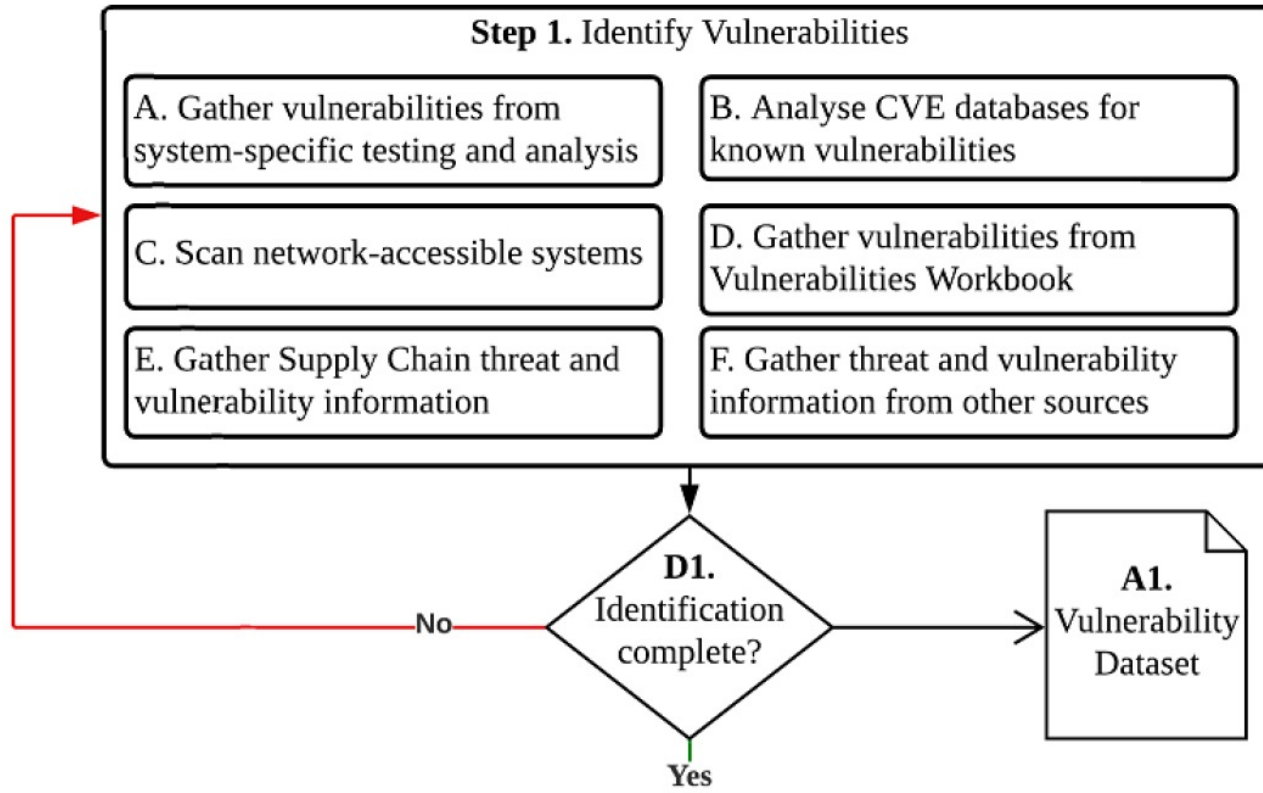 Step 1. Identify Vulnerabilities
A. Gather vulnerabilities from
system-specific testing and analysis
B. Analyse CVE databases for
known vulnerabilities
C. Scan network-accessible systems
D. Gather vulnerabilities from
Vulnerabilities Workbook
E. Gather Supply Chain threat and
vulnerability information
F. Gather threat and vulnerability
information from other sources
D1.
Identification
complete?
No
A1.
Vulnerability
Dataset
Yes